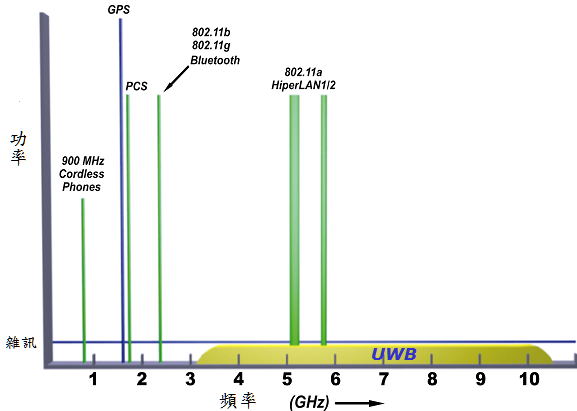 GPS
802.11b
802.11g
Bluetooth
PCS
802.11a
HiperLAN1/2
功
率
900 MHz
Cordless
Phones
雜訊
UWB
1 2 3 4 5 6 7 8 9 10
頻率 (GHz)